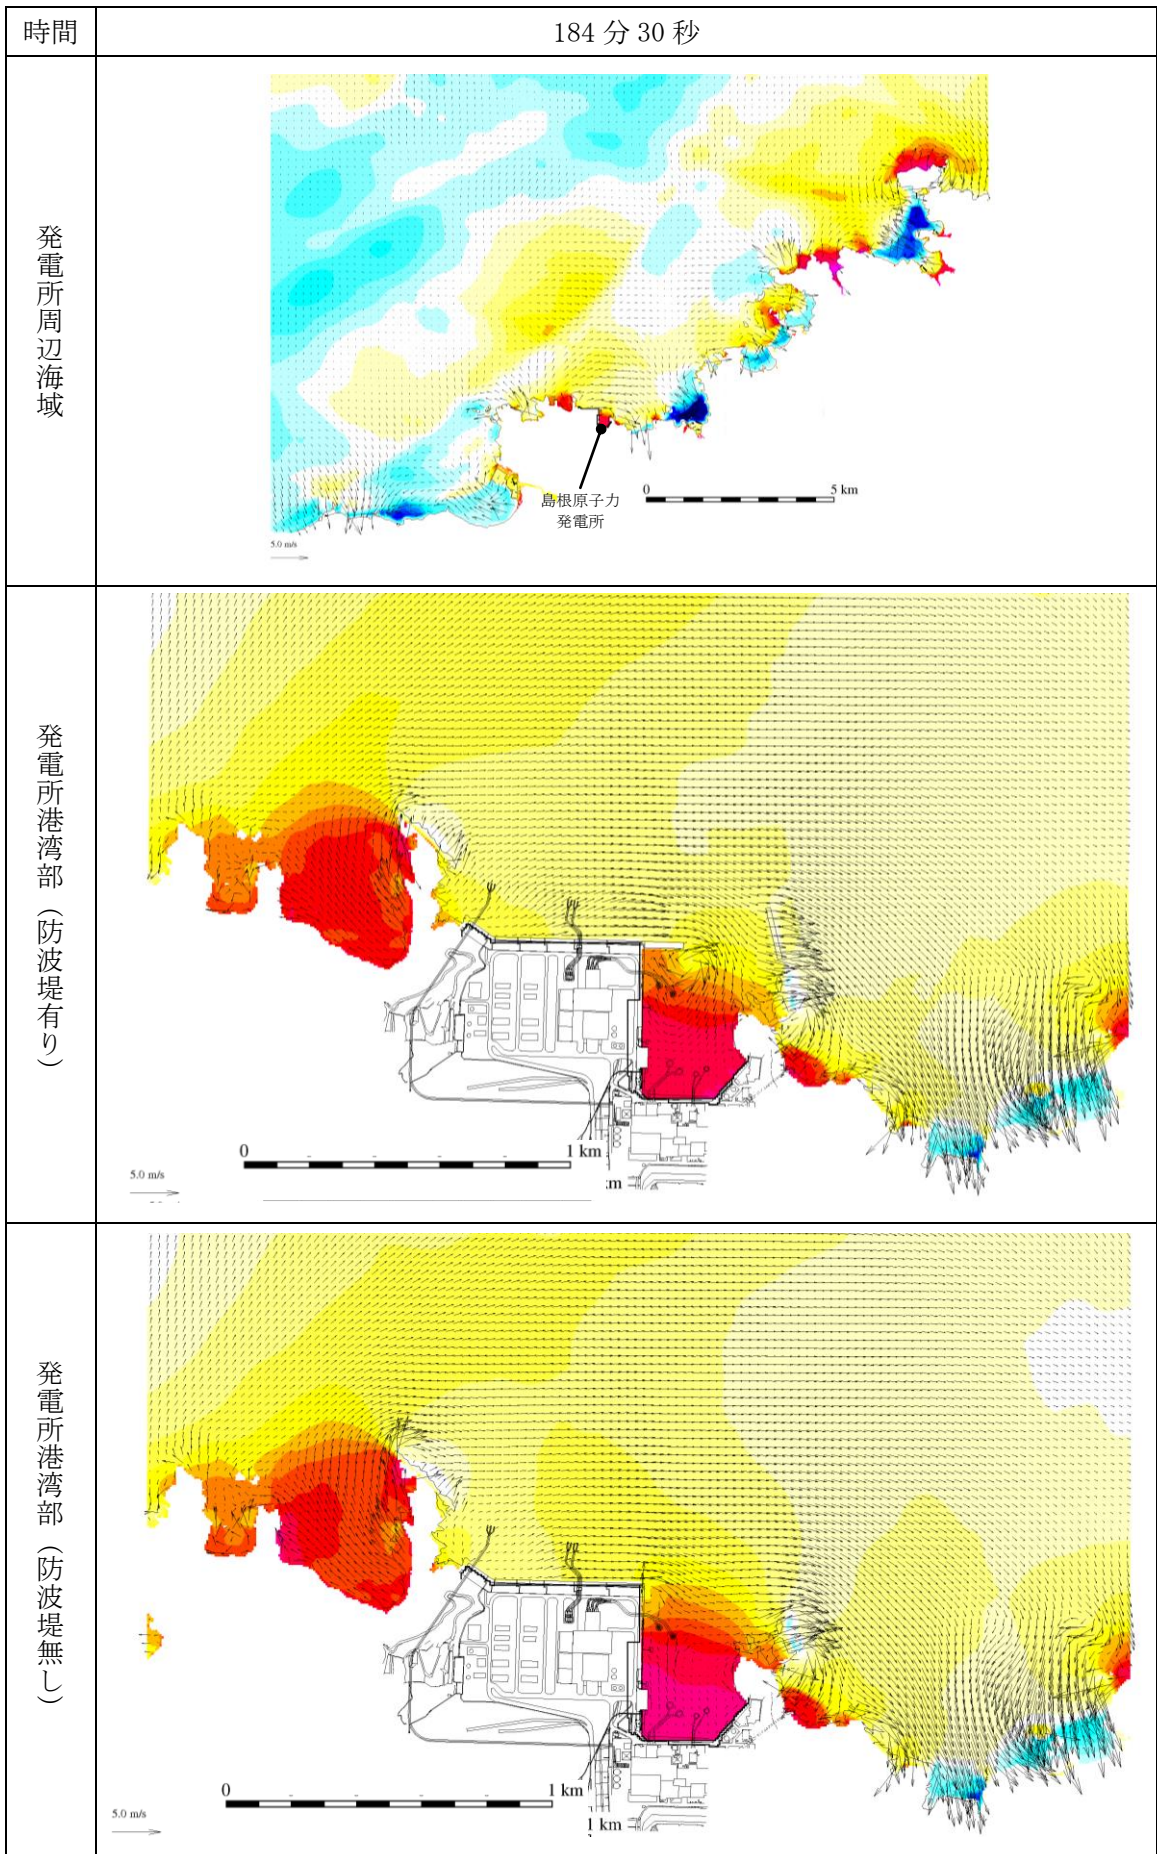 時間
184 分 30 秒
発電所周辺海域
島根原子力
発電所
0
5 km
5.0 m/s
発電所港湾部（防波堤有り）
0
1 km
5.0 m/s
発電所港湾部（防波堤無し）
0
1 km
1 km
5.0 m/s